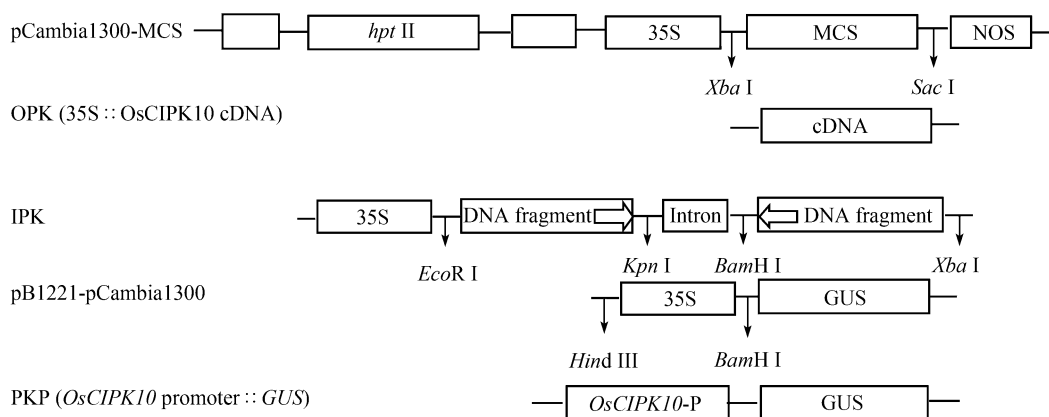 pCambia1300-MCS hpt II 35S MCS NOS
Xba I Sac I
OPK (35S :: OsCIPK10 cDNA)
cDNA
IPK 35S DNA fragment Intron DNA fragment
EcoR I Kpn I BamH I Xba I
pB1221-pCambia1300 35S GUS
Hind III BamH I
PKP (OsCIPK10 promoter :: GUS) OsCIPK10-P GUS